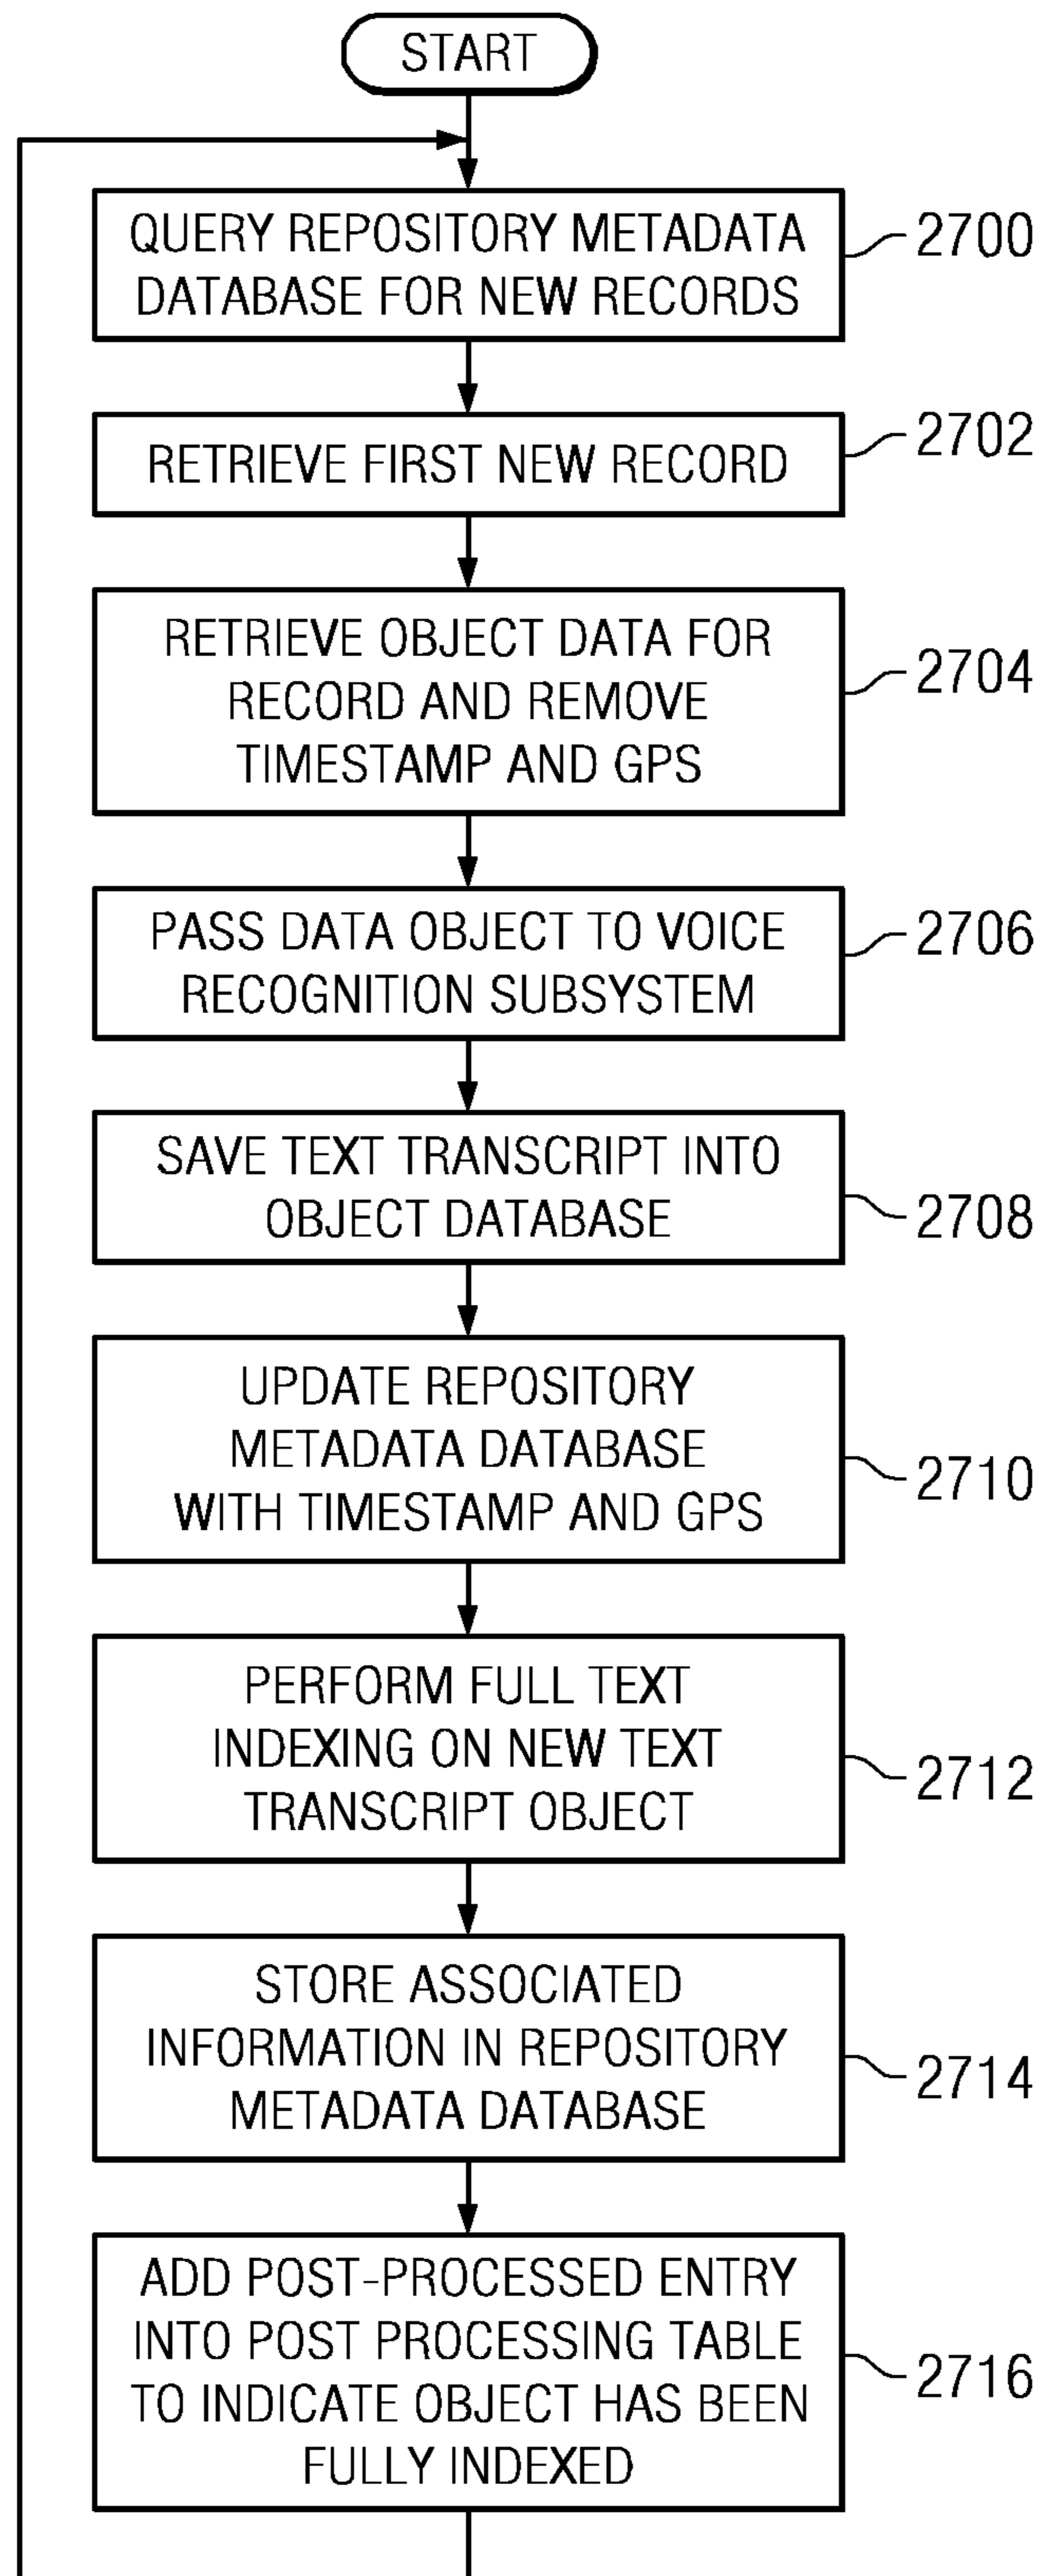 START
QUERY REPOSITORY METADATA
DATABASE FOR NEW RECORDS
2700
RETRIEVE FIRST NEW RECORD
2702
RETRIEVE OBJECT DATA FOR
RECORD AND REMOVE
TIMESTAMP AND GPS
2704
PASS DATA OBJECT TO VOICE
RECOGNITION SUBSYSTEM
2706
SAVE TEXT TRANSCRIPT INTO
OBJECT DATABASE
2708
UPDATE REPOSITORY
METADATA DATABASE
WITH TIMESTAMP AND GPS
2710
PERFORM FULL TEXT
INDEXING ON NEW TEXT
TRANSCRIPT OBJECT
2712
STORE ASSOCIATED
INFORMATION IN REPOSITORY
METADATA DATABASE
2714
ADD POST-PROCESSED ENTRY
INTO POST PROCESSING TABLE
TO INDICATE OBJECT HAS BEEN
FULLY INDEXED
2716